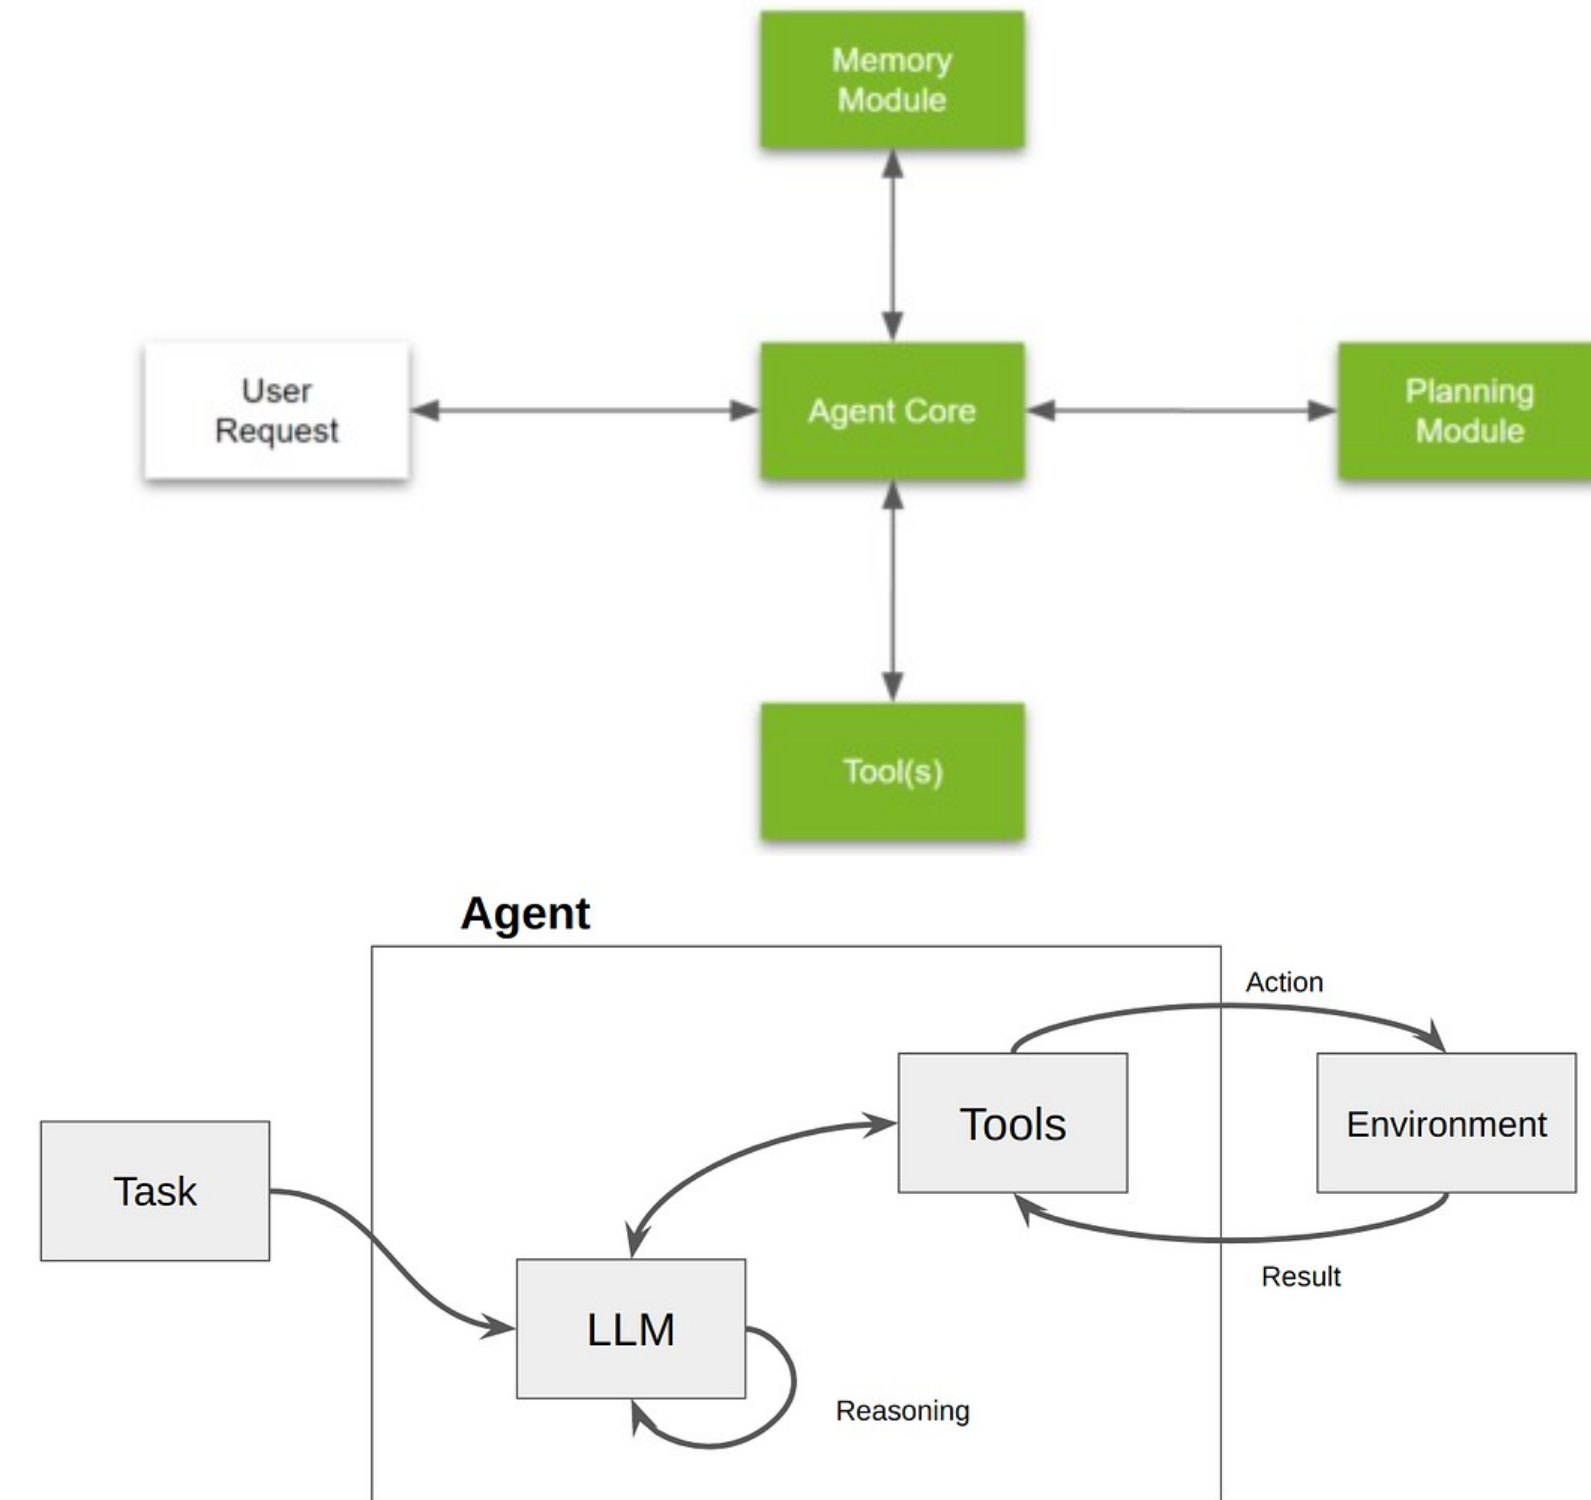 Memory
Module
User
Request
Agent Core
Planning
Module
Tool(s)
Agent
Action
Tools
Environment
Task
Result
LLM
Reasoning